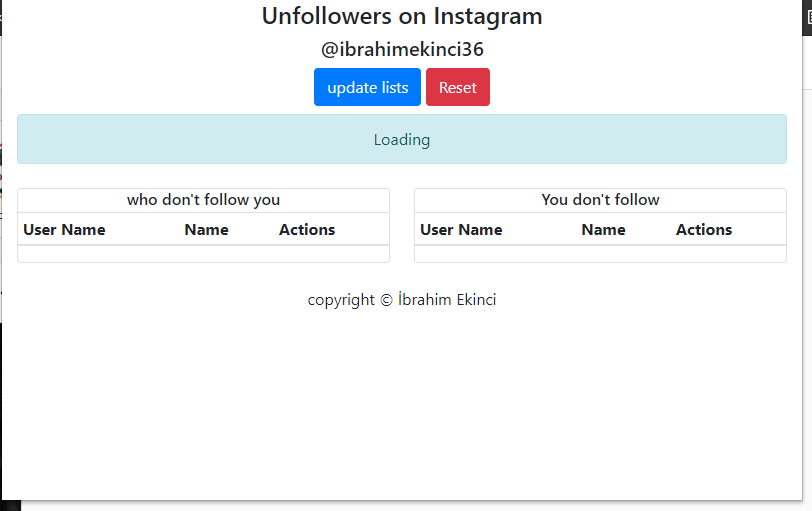 Unfollowers on Instagram
@ibrahimekinci36
update lists Reset
Loading
who don't follow you
User Name Name Actions
You don't follow
User Name Name Actions
copyright © İbrahim Ekinci